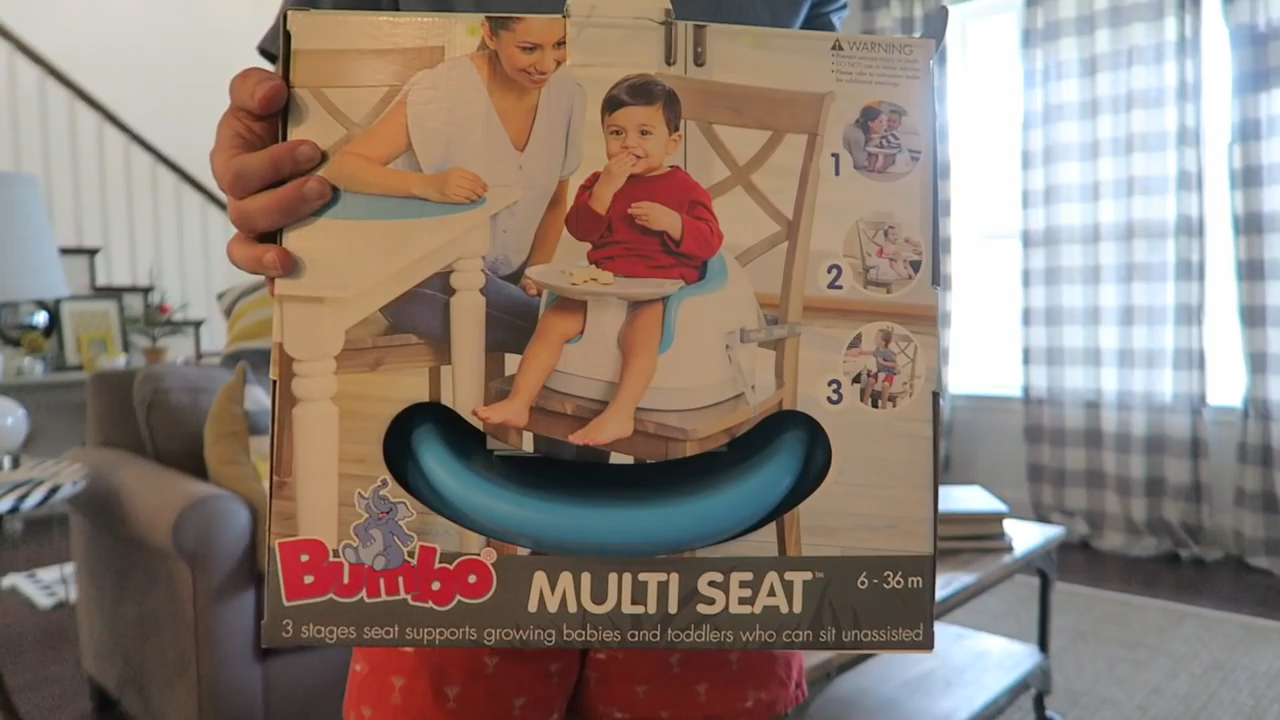 WARNING
1
2
3
Bumbo®
MULTI SEAT™
6 - 36 m
3 stages seat supports growing babies and toddlers who can sit unassisted